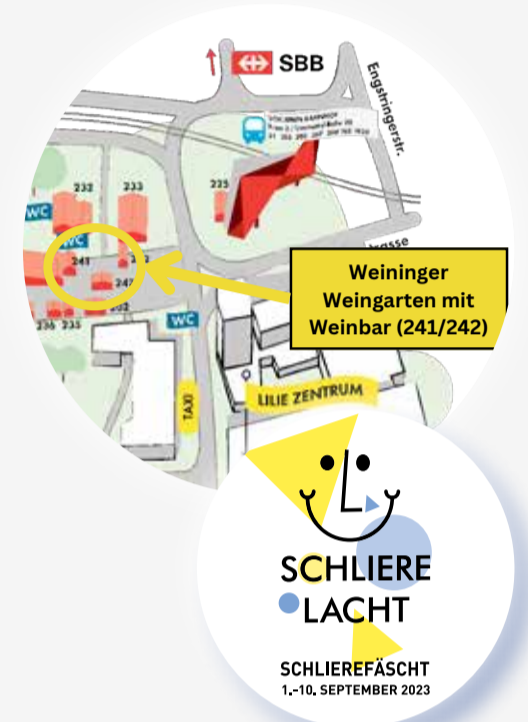 SBB
Engstringerstr.
232
233
225
WC
WC
241
Weininger
Weingarten mit
Weinbar (241/242)
236 235
WC
TAXI
LILIE ZENTRUM
SCHLIERE
LACHT
SCHLIEREFÄSCHT
1.-10. SEPTEMBER 2023